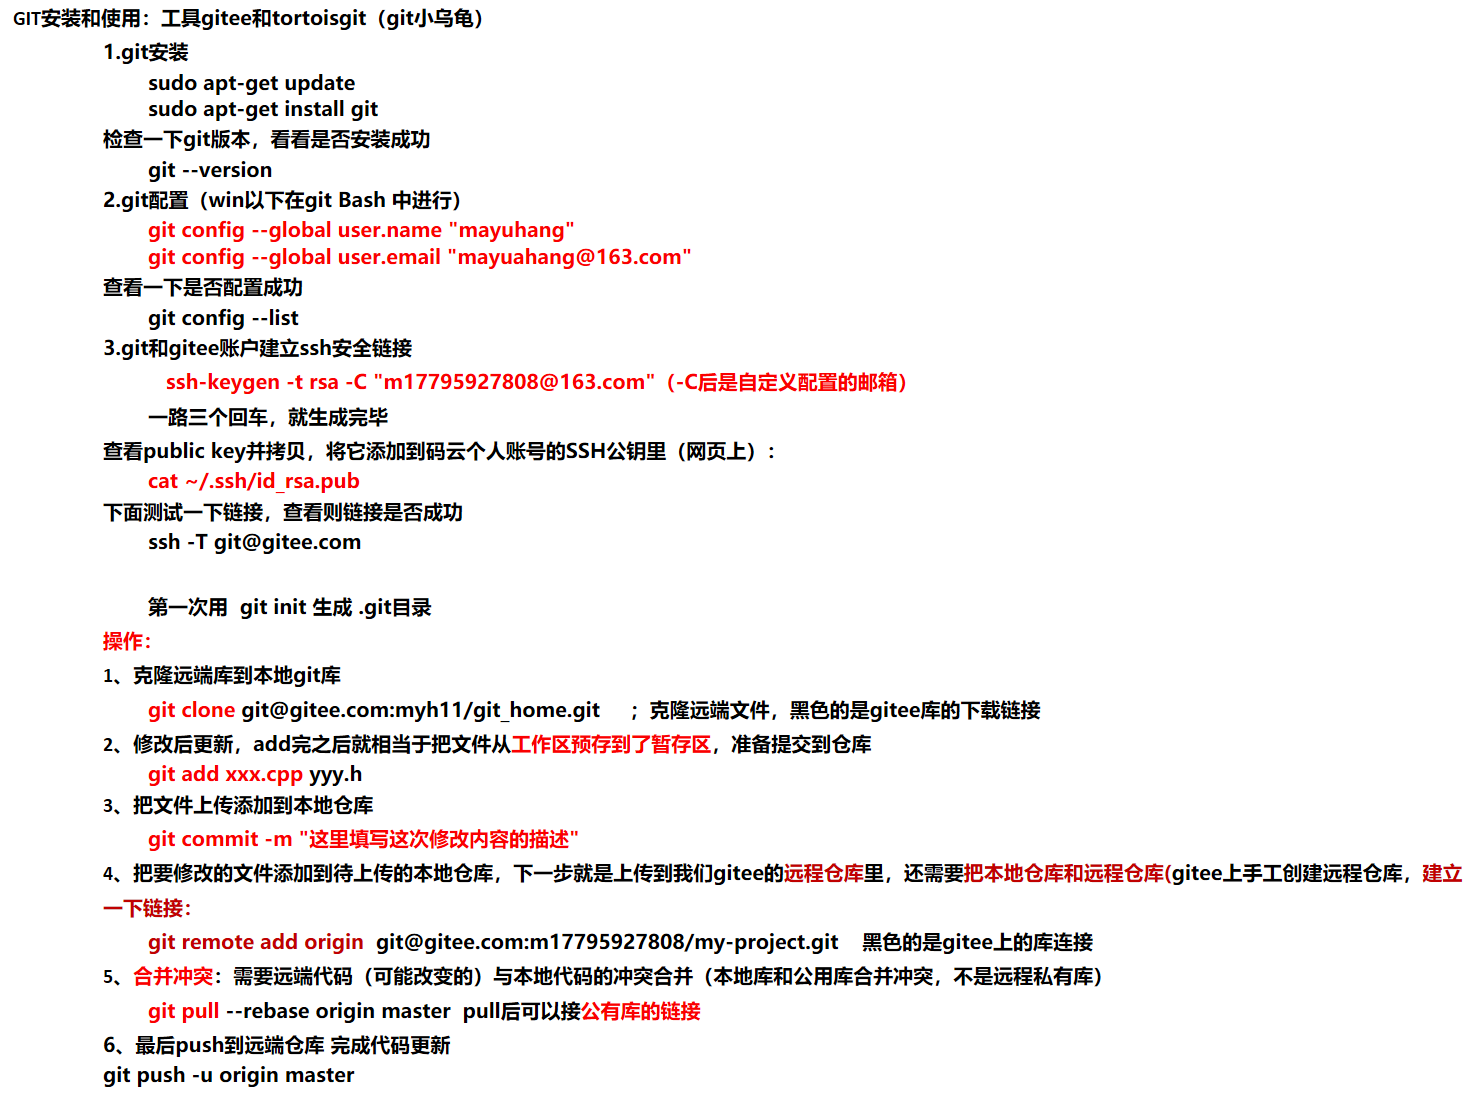 GIT安装和使用：工具gitee和tortoisgit（git小乌龟）
1.git安装
sudo apt-get update
sudo apt-get install git
检查一下git版本，看看是否安装成功
git --version
2.git配置（win以下在git Bash 中进行）
git config --global user.name "mayuhang"
git config --global user.email "mayuahang@163.com"
查看一下是否配置成功
git config --list
3.git和gitee账户建立ssh安全链接
ssh-keygen -t rsa -C "m17795927808@163.com"（-C后是自定义配置的邮箱）
一路三个回车，就生成完毕
查看public key并拷贝，将它添加到码云个人账号的SSH公钥里（网页上）:
cat ~/.ssh/id_rsa.pub
下面测试一下链接，查看则链接是否成功
ssh -T git@gitee.com
第一次用 git init 生成 .git目录
操作：
1、克隆远端库到本地git库
git clone git@gitee.com:myh11/git_home.git ；克隆远端文件，黑色的是gitee库的下载链接
2、修改后更新，add完之后就相当于把文件从工作区预存到了暂存区，准备提交到仓库
git add xxx.cpp yyy.h
3、把文件上传添加到本地仓库
git commit -m "这里填写这次修改内容的描述"
4、把要修改的文件添加到待上传的本地仓库，下一步就是上传到我们gitee的远程仓库里，还需要把本地仓库和远程仓库(gitee上手工创建远程仓库，建立
一下链接：
git remote add origin git@gitee.com:m17795927808/my-project.git 黑色的是gitee上的库连接
5、合并冲突：需要远端代码（可能改变的）与本地代码的冲突合并（本地库和公用库合并冲突，不是远程私有库）
git pull --rebase origin master pull后可以接公有库的链接
6、最后push到远端仓库 完成代码更新
git push -u origin master